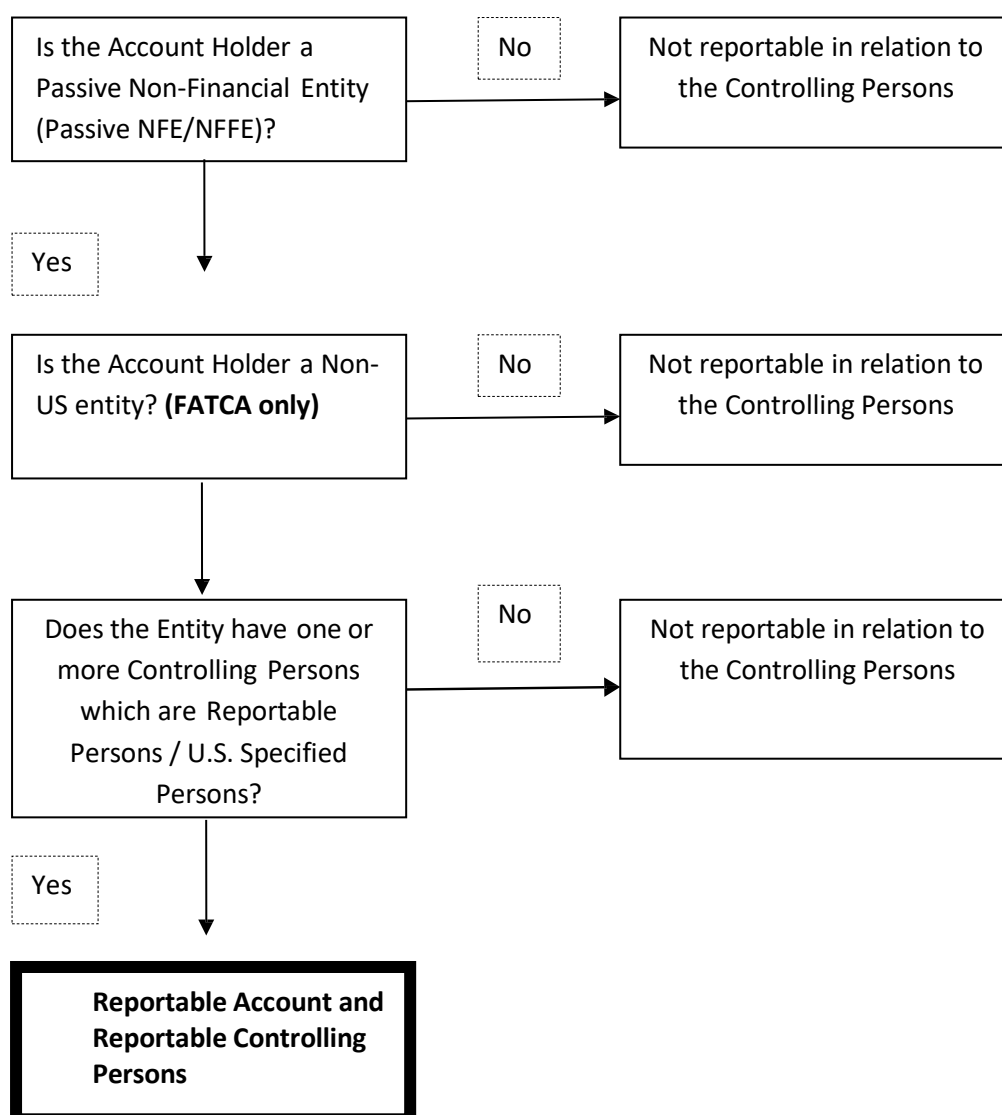 Is the Account Holder a
Passive Non-Financial Entity
(Passive NFE/NFFE)?
No
Not reportable in relation to
the Controlling Persons
Yes
Is the Account Holder a Non-
US entity? (FATCA only)
No
Not reportable in relation to
the Controlling Persons
Does the Entity have one or
more Controlling Persons
which are Reportable
Persons / U.S. Specified
Persons?
No
Not reportable in relation to
the Controlling Persons
Yes
Reportable Account and
Reportable Controlling
Persons